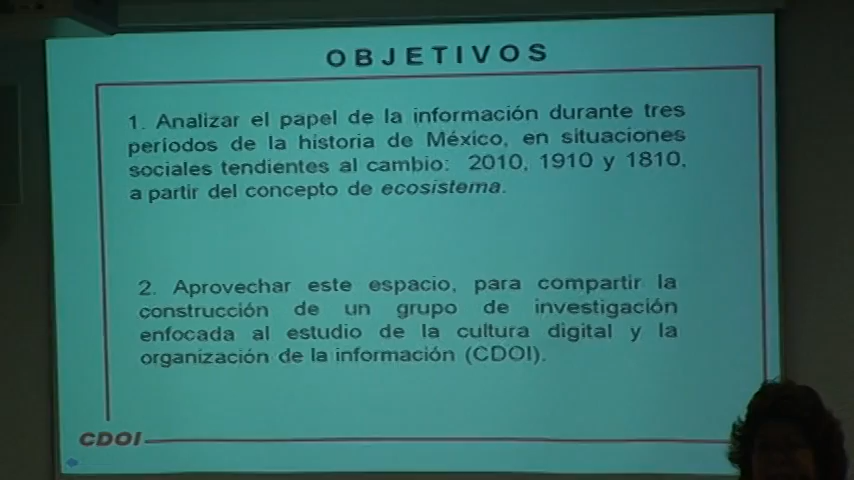 OBJETIVOS
1. Analizar el papel de la información durante tres
períodos de la historia de México, en situaciones
sociales tendientes al cambio: 2010, 1910 y 1810,
a partir del concepto de ecosistema.
2. Aprovechar este espacio, para compartir la
construcción de un grupo de investigación
enfocada al estudio de la cultura digital y la
organización de la información (CDOI).
CDOI